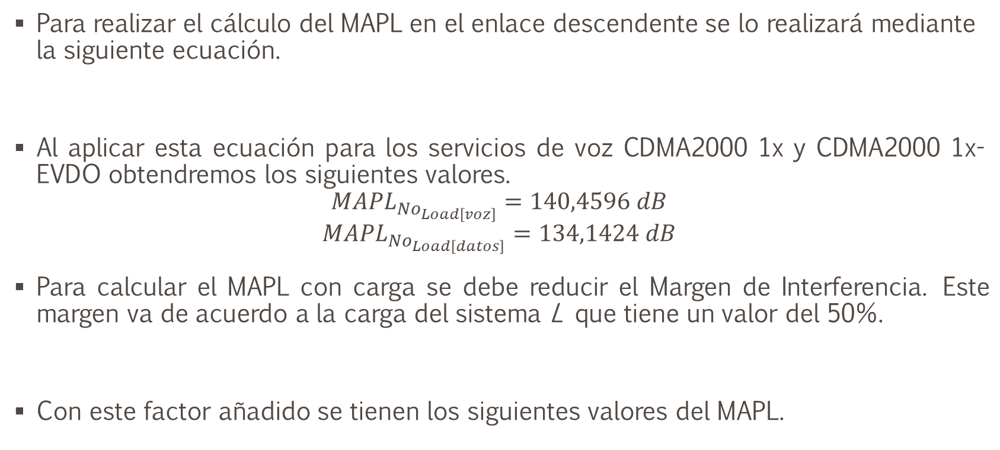 ▪ Para realizar el cálculo del MAPL en el enlace descendente se lo realizará mediante
la siguiente ecuación.
▪ Al aplicar esta ecuación para los servicios de voz CDMA2000 1x y CDMA2000 1x-
EVDO obtendremos los siguientes valores.
MAPL_{No_{Load[voz]}} = 140,4596 dB
MAPL_{No_{Load[datos]}} = 134,1424 dB
▪ Para calcular el MAPL con carga se debe reducir el Margen de Interferencia. Este
margen va de acuerdo a la carga del sistema L que tiene un valor del 50%.
▪ Con este factor añadido se tienen los siguientes valores del MAPL.